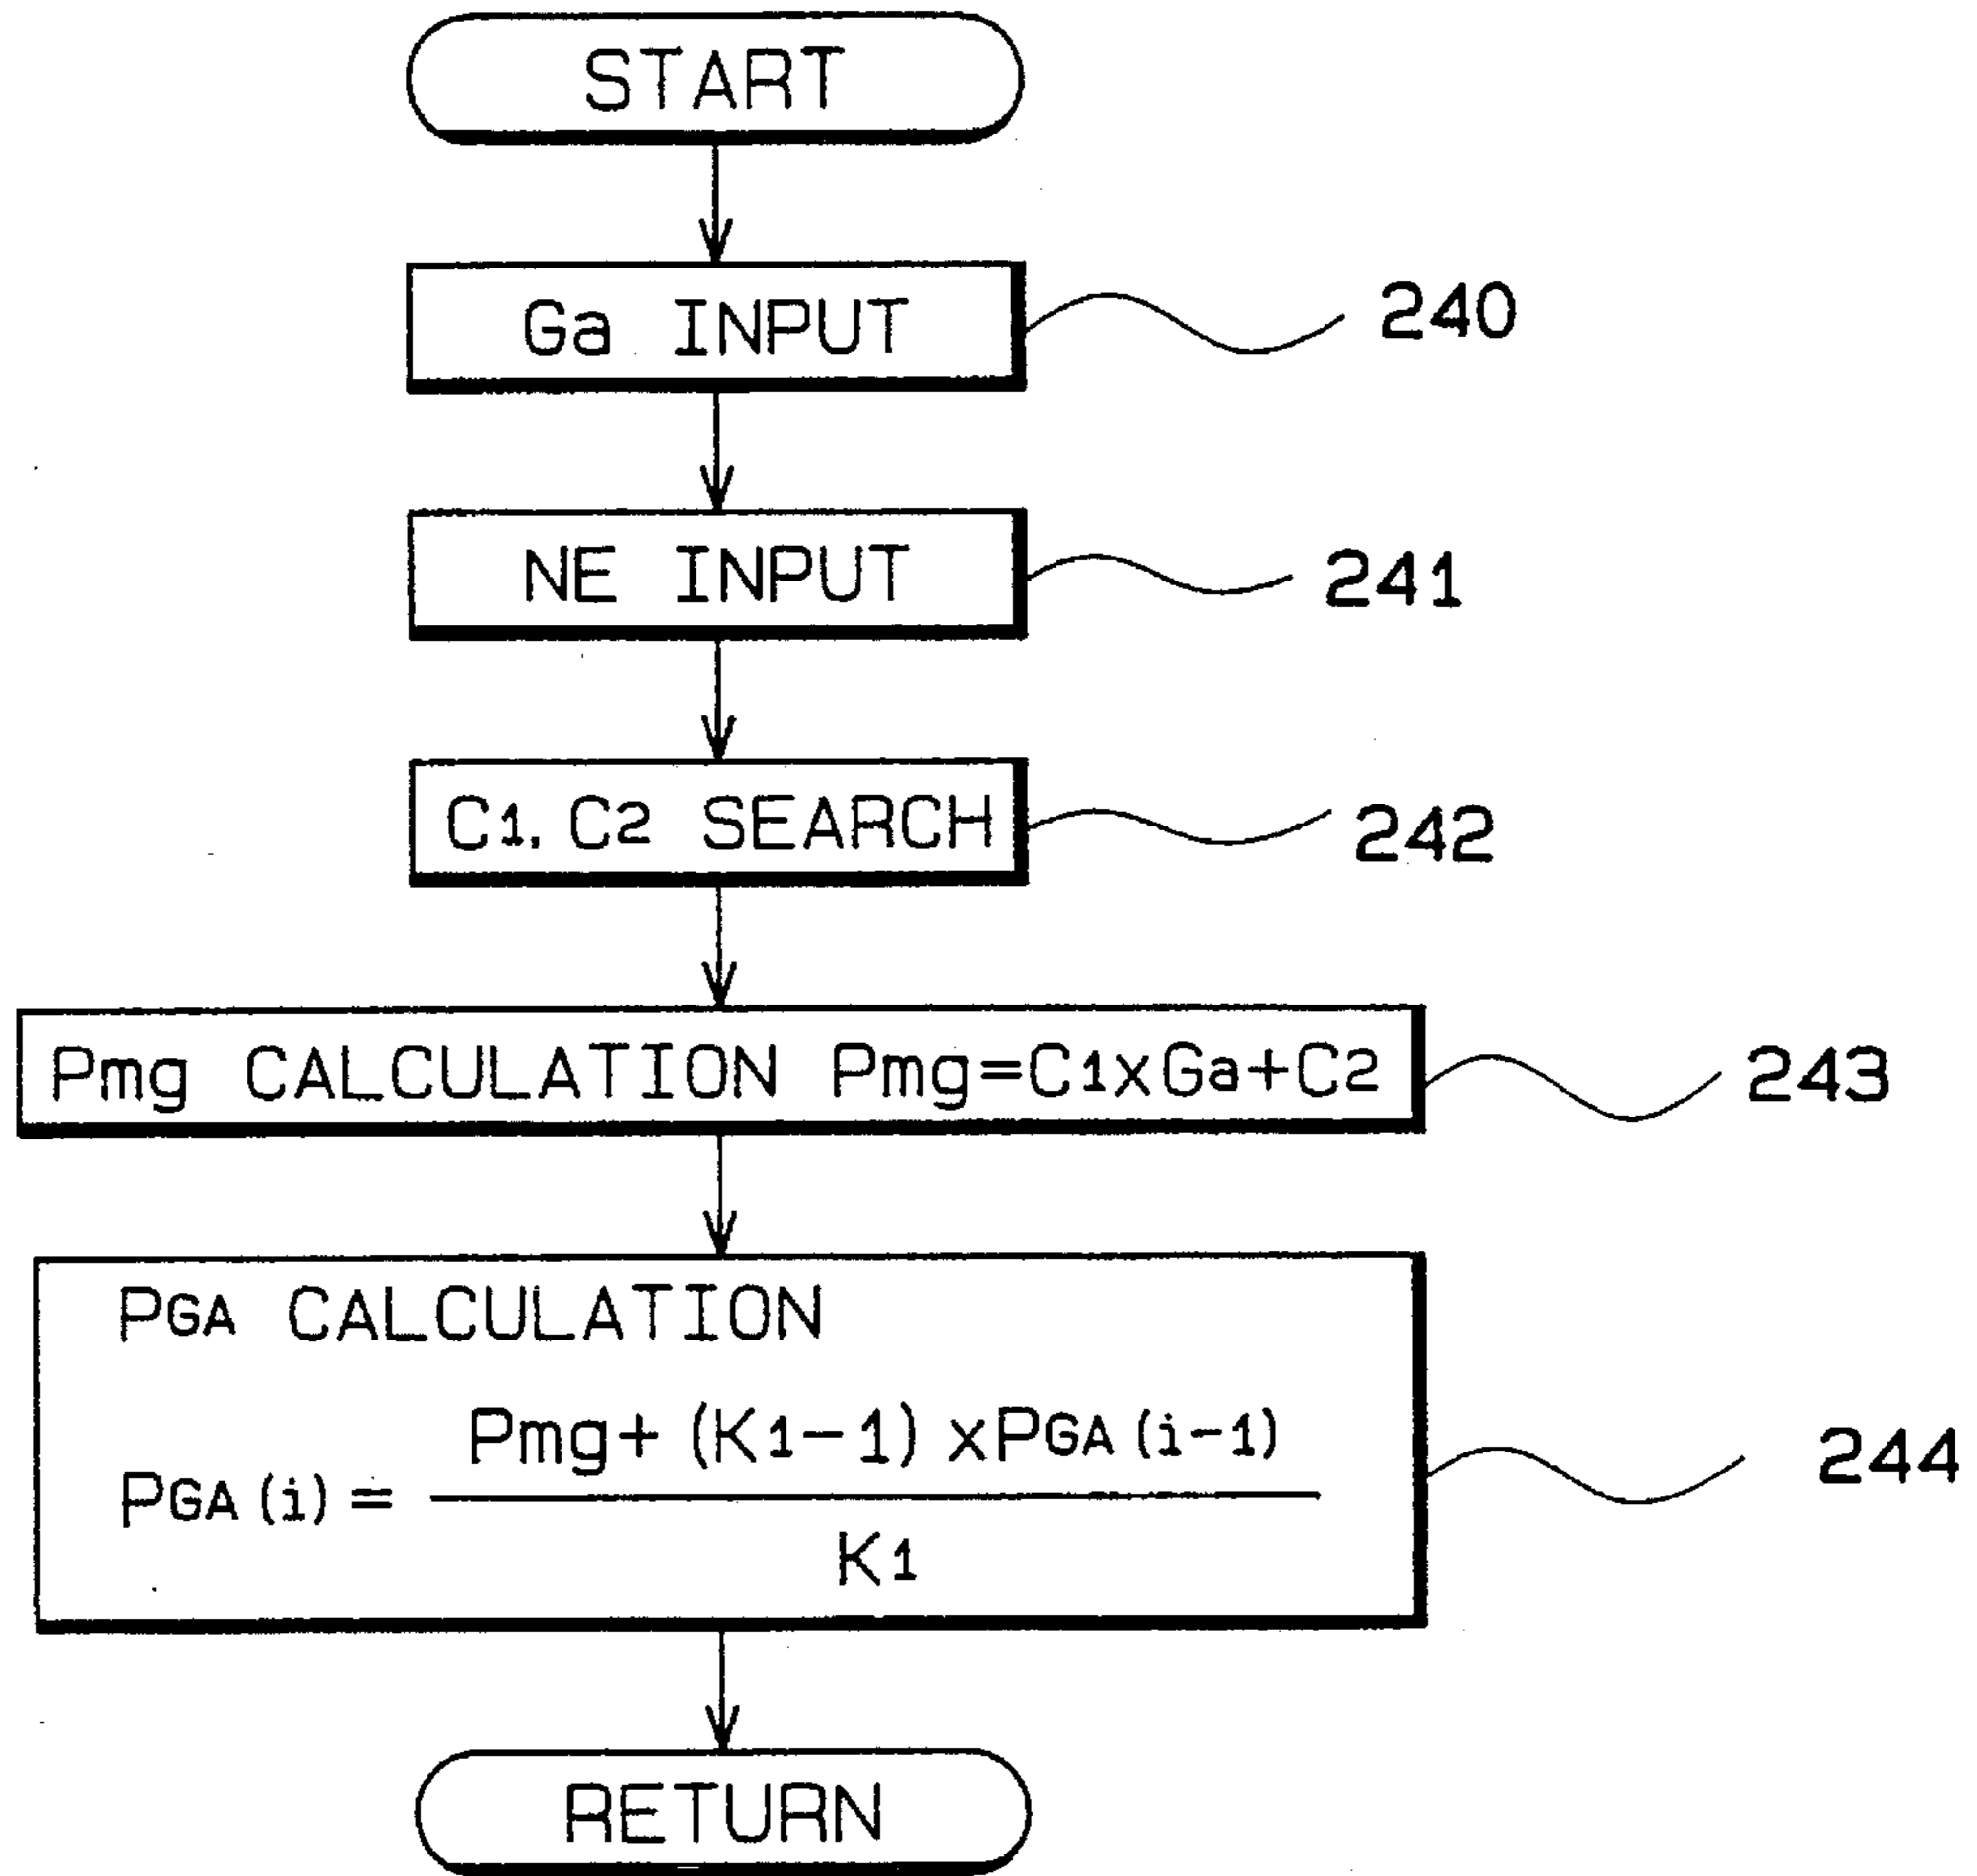 START
Ga INPUT
240
NE INPUT
241
C1, C2 SEARCH
242
Pmg CALCULATION Pmg=C1xGa+C2
243
PGA CALCULATION
PGA(i)= Pmg+(K1-1)xPGA(i-1)
K1
244
RETURN